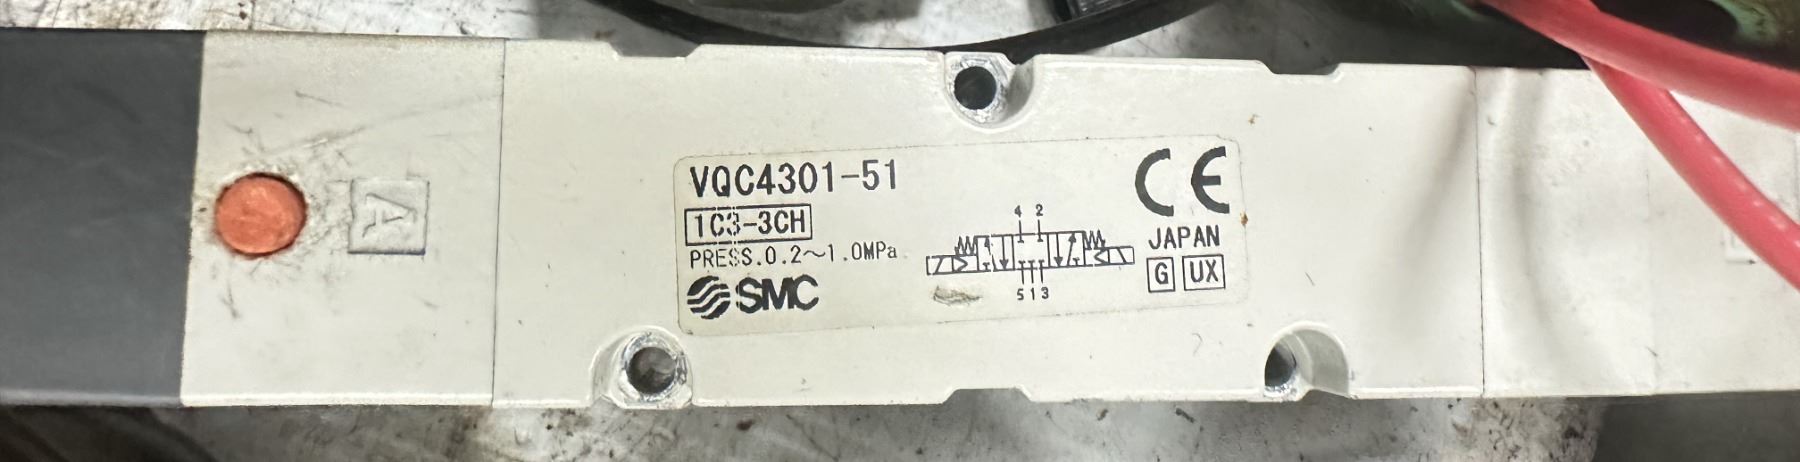 A
VQC4301-51
1C3-3CH
PRESS.0.2～1.0MPa
SMC
4 2
5 1 3
CE
JAPAN
G UX